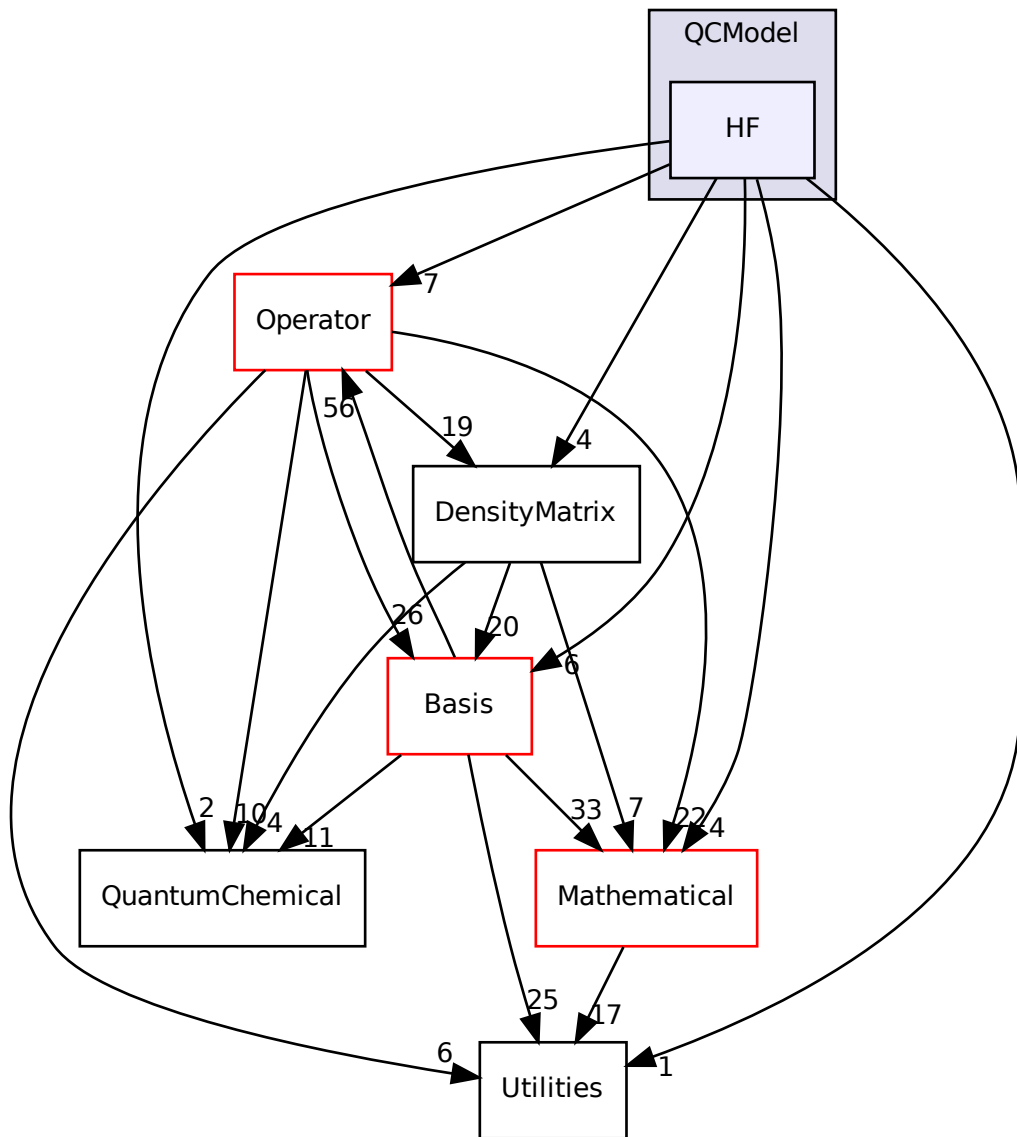 QCModel
HF
7
Operator
56
19
4
DensityMatrix
26
20
6
Basis
2
10
4
11
33
7
22
4
QuantumChemical
Mathematical
25
17
6
1
Utilities